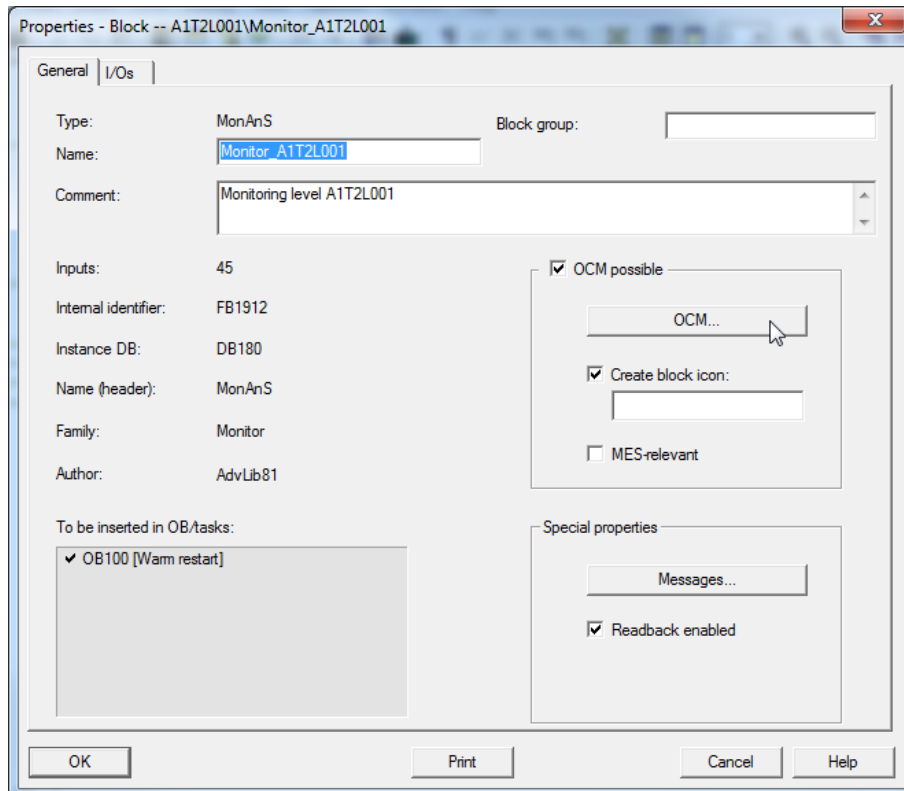 Properties - Block -- A1T2L001\Monitor_A1T2L001
X
General
I/Os
Type:
MonAnS
Block group:
Name:
Monitor_A1T2L001
Comment:
Monitoring level A1T2L001
Inputs:
45
OCM possible
Internal identifier:
FB1912
OCM...
Instance DB:
DB180
Name (header):
MonAnS
Create block icon:
Family:
Monitor
MES-relevant
Author:
AdvLib81
To be inserted in OB/tasks:
OB100 [Warm restart]
Special properties
Messages...
Readback enabled
OK
Print
Cancel
Help